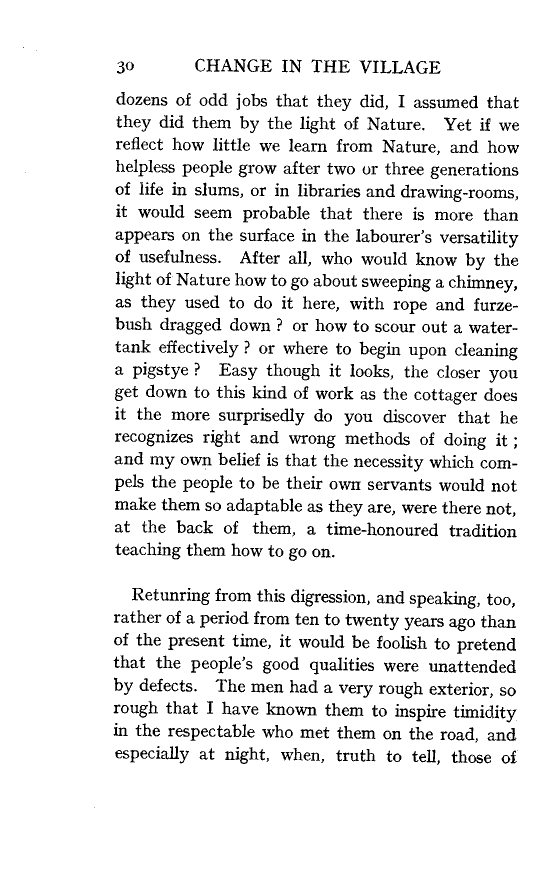 30 CHANGE IN THE VILLAGE
dozens of odd jobs that they did, I assumed that
they did them by the light of Nature. Yet if we
reflect how little we learn from Nature, and how
helpless people grow after two or three generations
of life in slums, or in libraries and drawing-rooms,
it would seem probable that there is more than
appears on the surface in the labourer's versatility
of usefulness. After all, who would know by the
light of Nature how to go about sweeping a chimney,
as they used to do it here, with rope and furze-
bush dragged down ? or how to scour out a water-
tank effectively ? or where to begin upon cleaning
a pigstye ? Easy though it looks, the closer you
get down to this kind of work as the cottager does
it the more surprisedly do you discover that he
recognizes right and wrong methods of doing it ;
and my own belief is that the necessity which com-
pels the people to be their own servants would not
make them so adaptable as they are, were there not,
at the back of them, a time-honoured tradition
teaching them how to go on.
Retunring from this digression, and speaking, too,
rather of a period from ten to twenty years ago than
of the present time, it would be foolish to pretend
that the people's good qualities were unattended
by defects. The men had a very rough exterior, so
rough that I have known them to inspire timidity
in the respectable who met them on the road, and
especially at night, when, truth to tell, those of